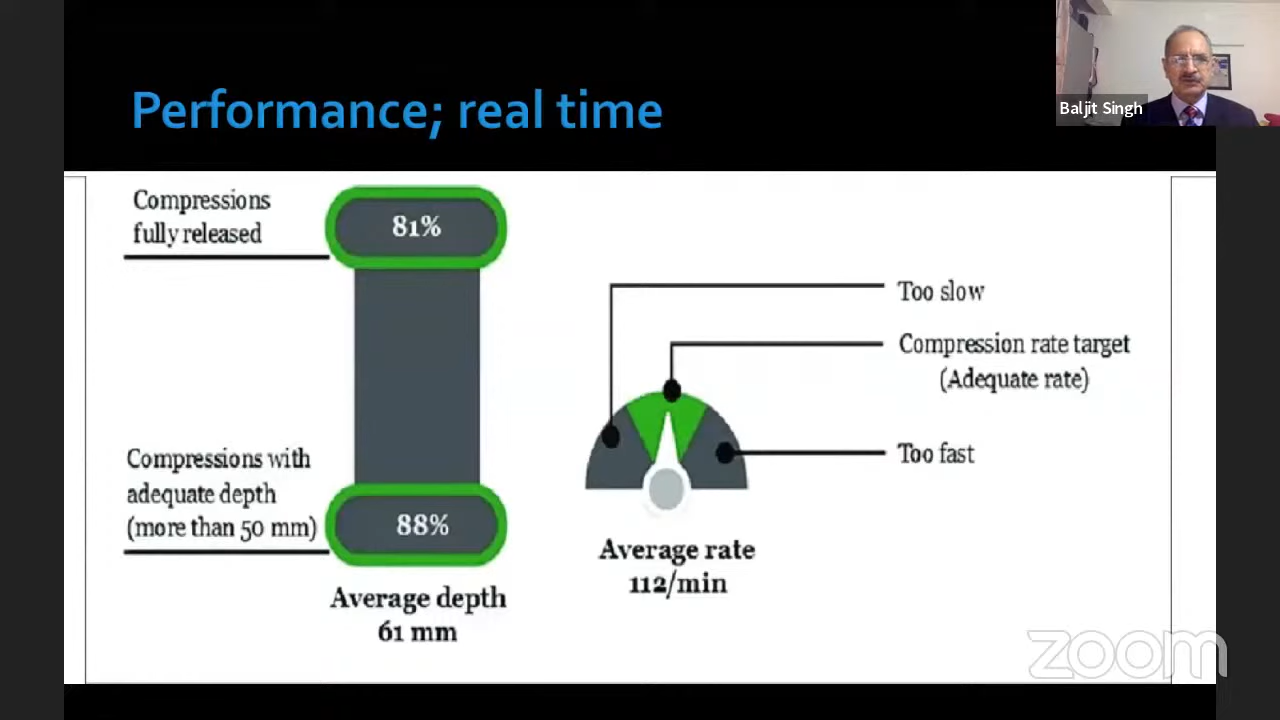 Performance; real time
Baljit Singh
Compressions
fully released
81%
Compressions with
adequate depth
(more than 50 mm)
88%
Average depth
61 mm
Too slow
Compression rate target
(Adequate rate)
Too fast
Average rate
112/min
zoom